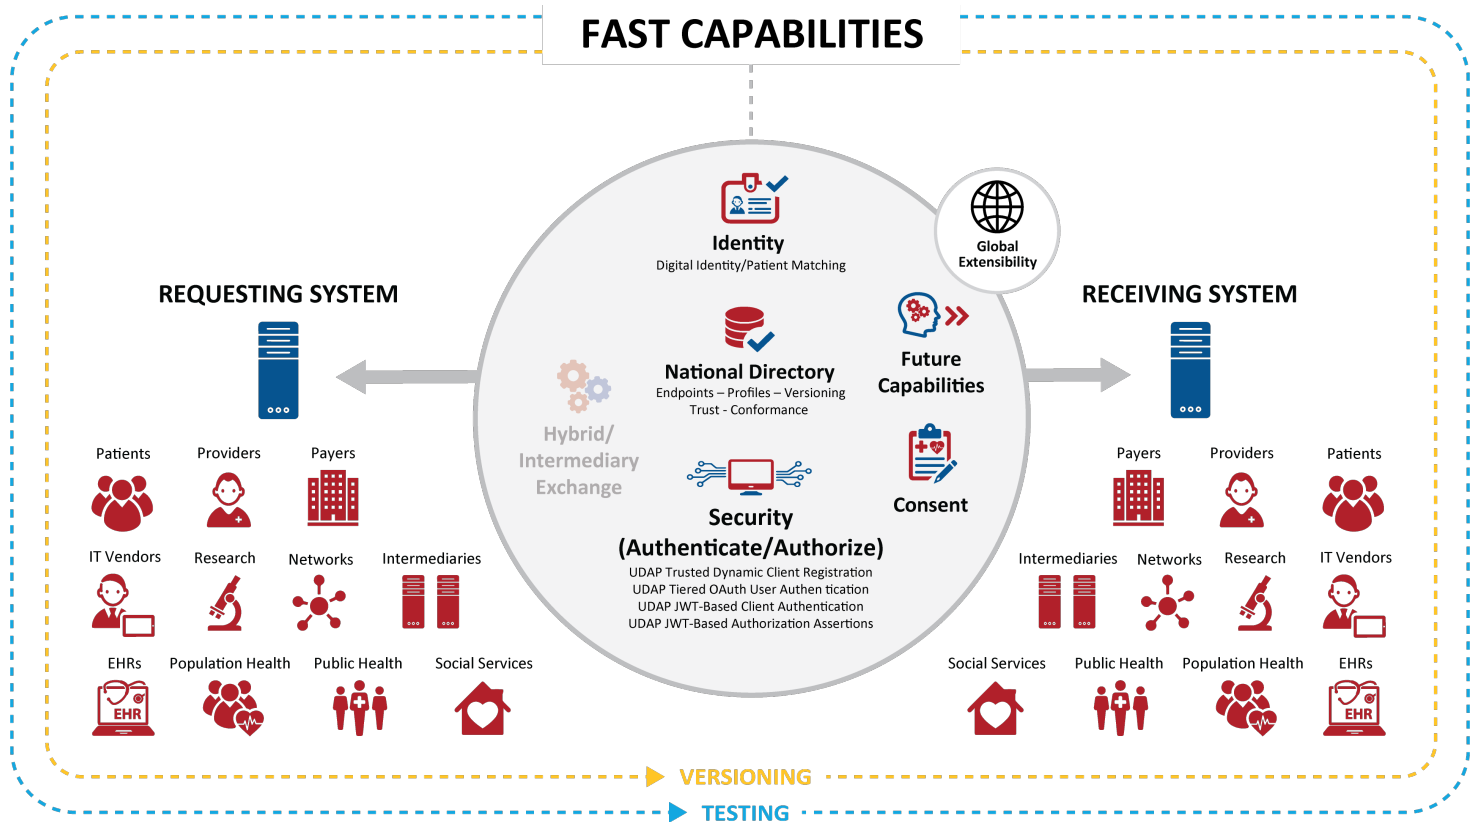 FAST CAPABILITIES
Identity
Digital Identity/Patient Matching
Global
Extensibility
REQUESTING SYSTEM
RECEIVING SYSTEM
National Directory
Endpoints – Profiles – Versioning
Trust - Conformance
Future
Capabilities
Hybrid/
Intermediary
Exchange
Consent
Security
(Authenticate/Authorize)
UDAP Trusted Dynamic Client Registration
UDAP Tiered OAuth User Authen tication
UDAP JWT-Based Client Authentication
UDAP JWT-Based Authorization Assertions
Patients
Providers
Payers
IT Vendors
Research
Networks
Intermediaries
EHRs
Population Health
Public Health
Social Services
EHR
Payers
Providers
Patients
Intermediaries
Networks
Research
IT Vendors
Social Services
Public Health
Population Health
EHRs
EHR
VERSIONING
TESTING